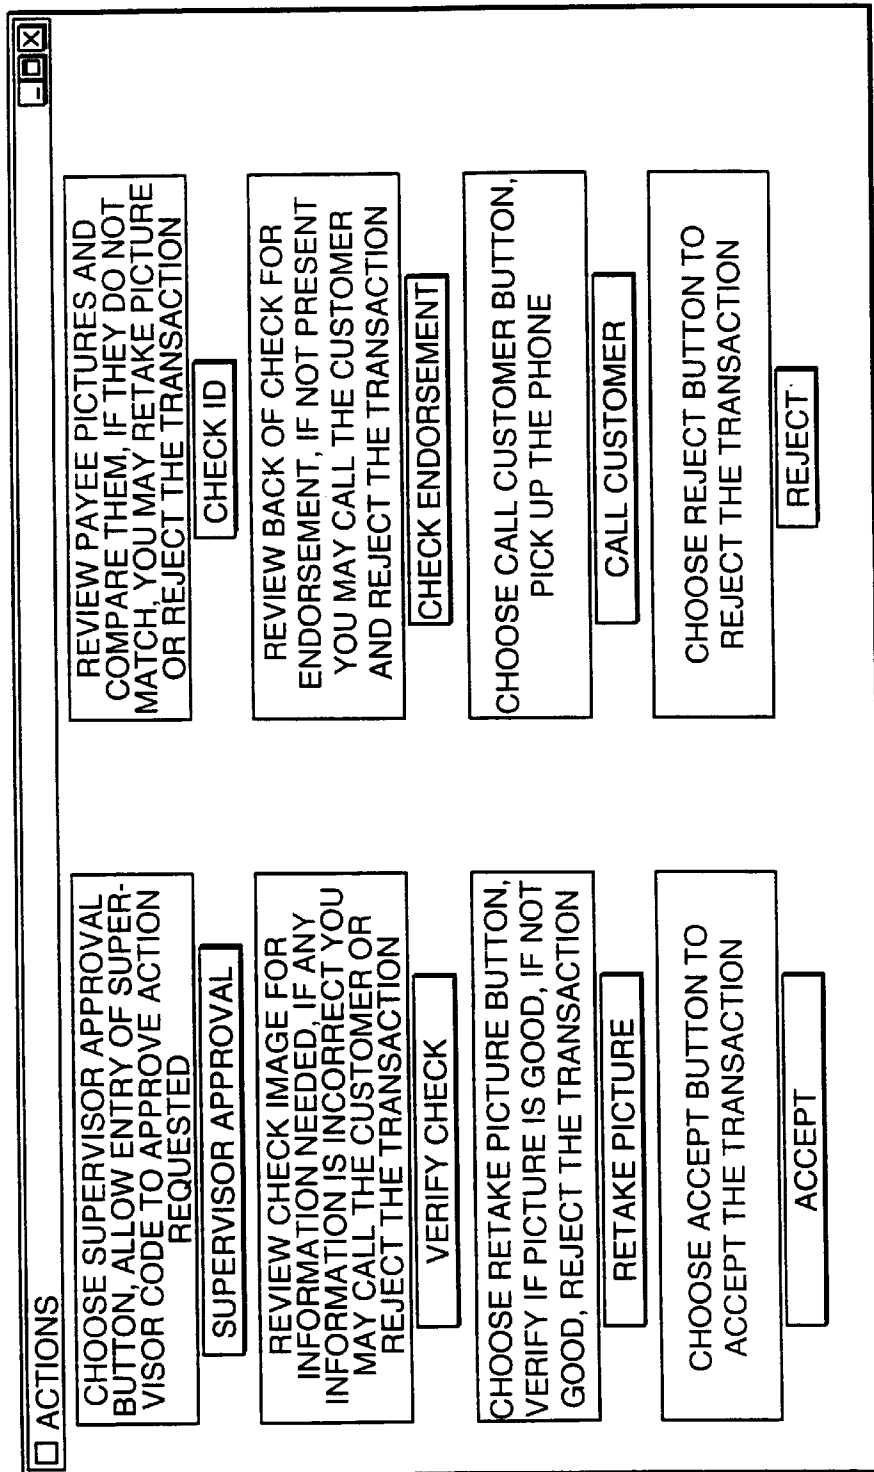 ACTIONS
CHOOSE SUPERVISOR APPROVAL
BUTTON, ALLOW ENTRY OF SUPER-
VISOR CODE TO APPROVE ACTION
REQUESTED
SUPERVISOR APPROVAL
REVIEW PAYEE PICTURES AND
COMPARE THEM, IF THEY DO NOT
MATCH, YOU MAY RETAKE PICTURE
OR REJECT THE TRANSACTION
CHECK ID
REVIEW CHECK IMAGE FOR
INFORMATION NEEDED, IF ANY
INFORMATION IS INCORRECT YOU
MAY CALL THE CUSTOMER OR
REJECT THE TRANSACTION
VERIFY CHECK
REVIEW BACK OF CHECK FOR
ENDORSEMENT, IF NOT PRESENT
YOU MAY CALL THE CUSTOMER
AND REJECT THE TRANSACTION
CHECK ENDORSEMENT
CHOOSE RETAKE PICTURE BUTTON,
VERIFY IF PICTURE IS GOOD, IF NOT
GOOD, REJECT THE TRANSACTION
RETAKE PICTURE
CHOOSE CALL CUSTOMER BUTTON,
PICK UP THE PHONE
CALL CUSTOMER
CHOOSE ACCEPT BUTTON TO
ACCEPT THE TRANSACTION
ACCEPT
CHOOSE REJECT BUTTON TO
REJECT THE TRANSACTION
REJECT